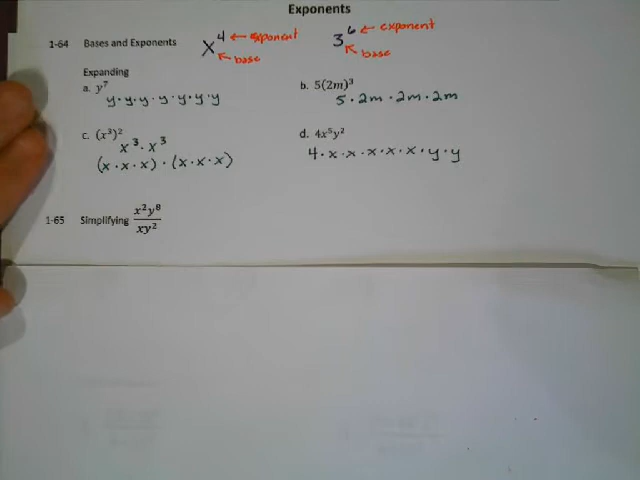 Exponents
1-64 Bases and Exponents x⁴ ← exponent ← base 3⁶ ← exponent ← base
Expanding
a. y⁷ b. 5(2m)³
y·y·y·y·y·y·y 5·2m·2m·2m
c. (x³)² d. 4x⁵y²
x³·x³ 4·x·x·x·x·x·y·y
(x·x·x)·(x·x·x)
1-65 Simplifying x²y⁸/xy²